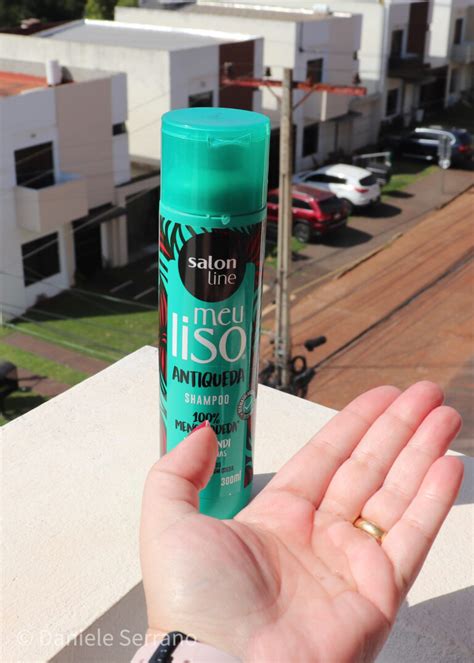 salon
line
meu
liso
ANTIQUEDA
SHAMPOO
100%
300ml
© Daniele Serrano